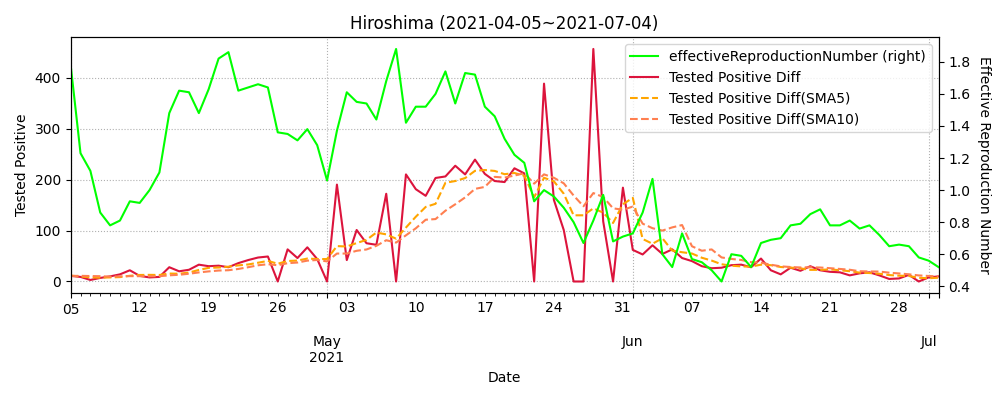 Hiroshima (2021-04-05~2021-07-04)
effectiveReproductionNumber (right)
Tested Positive Diff
Tested Positive Diff(SMA5)
Tested Positive Diff(SMA10)
Tested Positive
400
300
200
100
0
1.8
1.6
1.4
1.2
1.0
0.8
0.6
0.4
Effective Reproduction Number
05 12 19 26 03 10 17 24 31 07 14 21 28
May Jun Jul
2021
Date